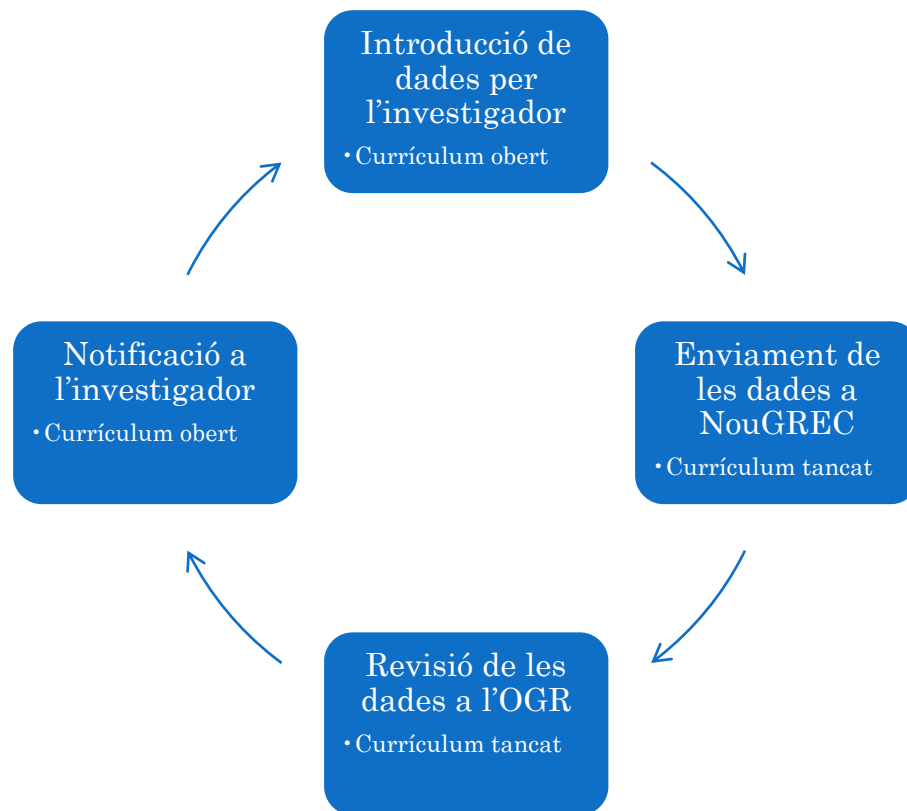 Introducció de
dades per
l’investigador
• Currículum obert
Notificació a
l’investigador
• Currículum obert
Enviament de
les dades a
NouGREC
• Currículum tancat
Revisió de les
dades a l’OGR
• Currículum tancat